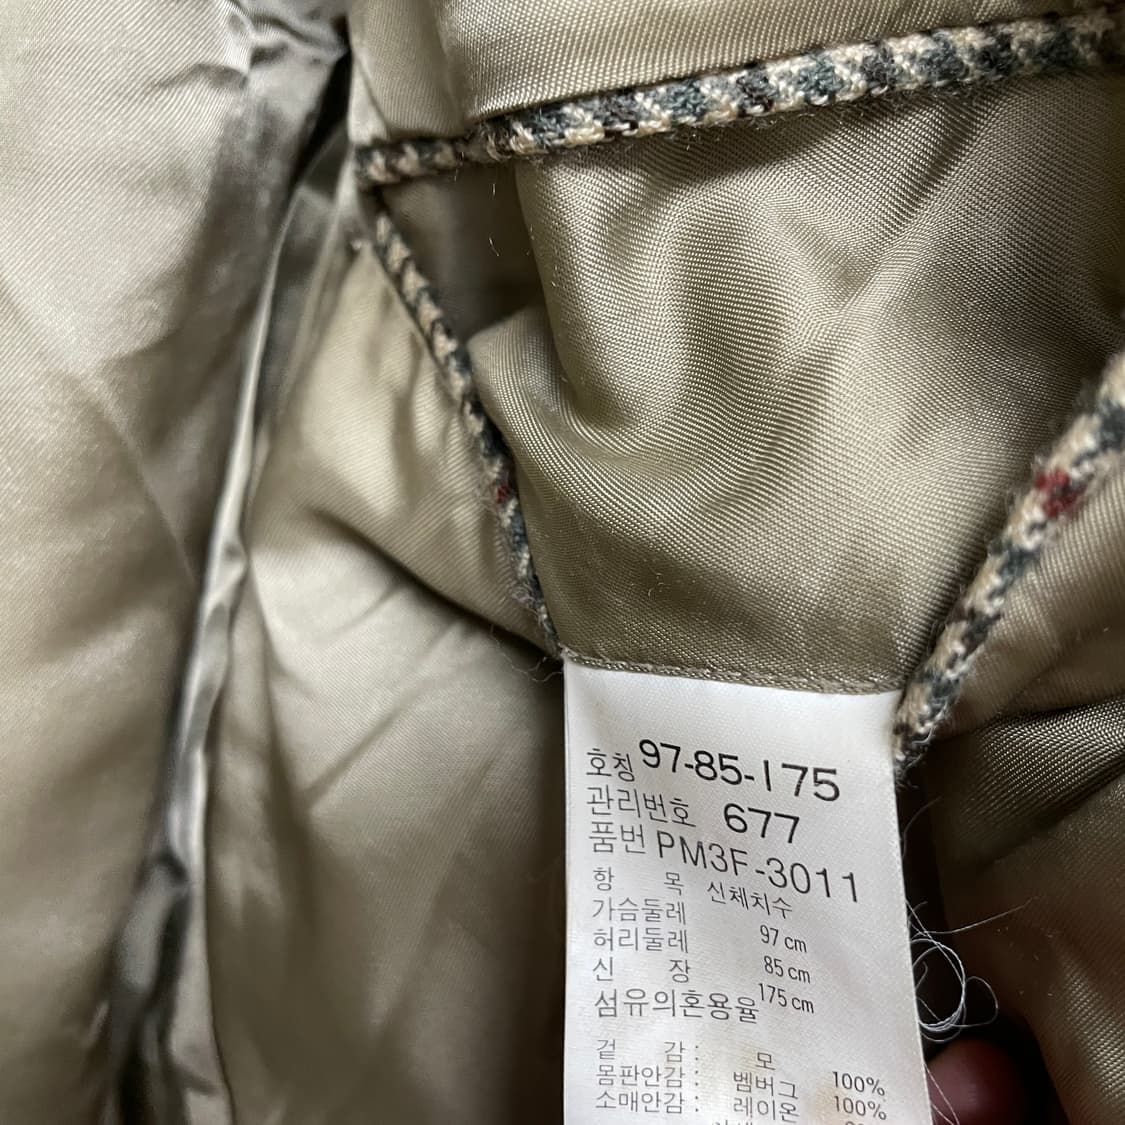 호칭 97-85-175
관리번호 677
품번 PM3F-3011
항 목 신체치수
가슴둘레 97 cm
허리둘레 85 cm
신 장 175 cm
섬유의혼용율
겉 감 : 모 100%
몸판안감 : 벰버그 100%
소매안감 : 레이온